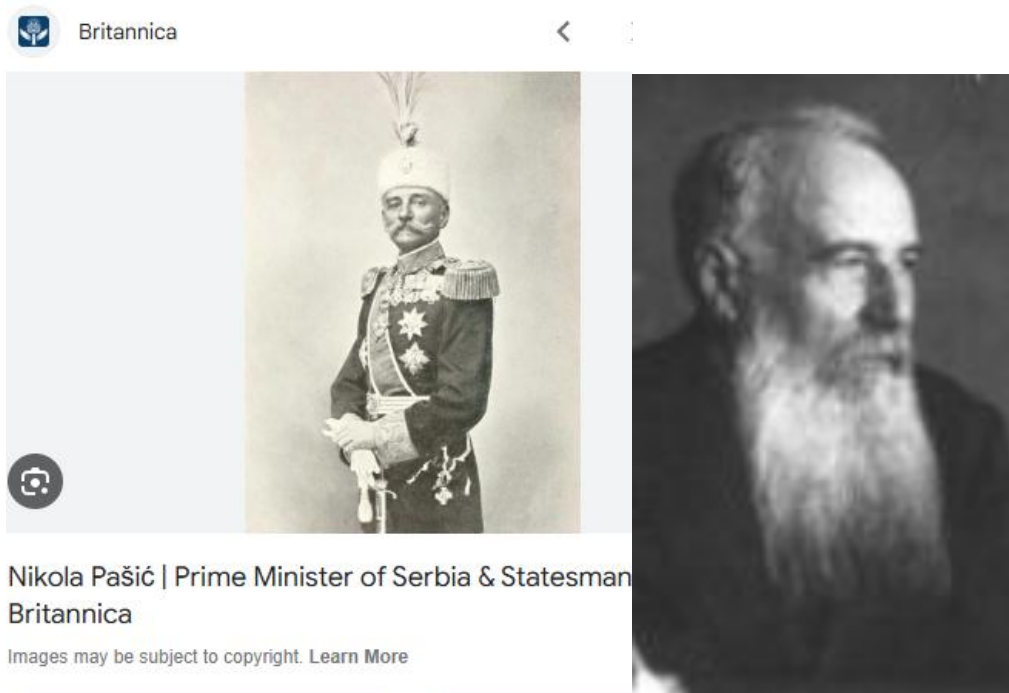 Britannica
Nikola Pašić | Prime Minister of Serbia & Statesman
Britannica
Images may be subject to copyright. Learn More